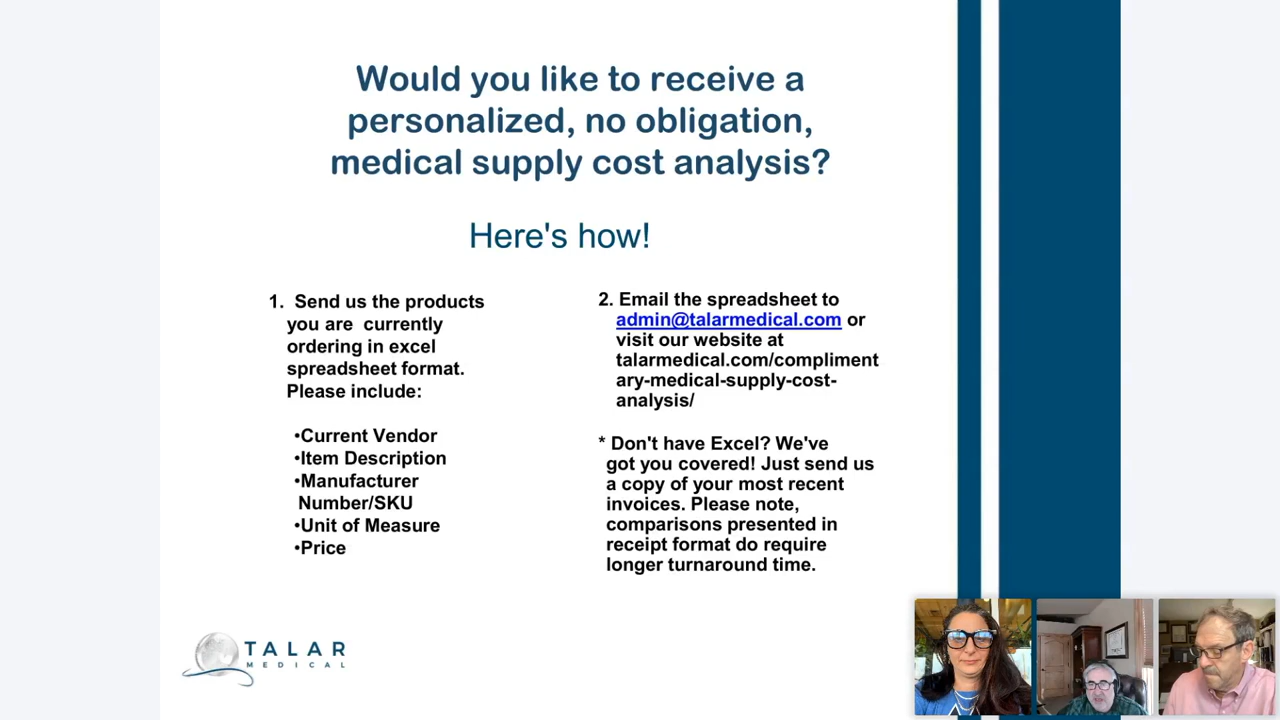 Would you like to receive a
personalized, no obligation,
medical supply cost analysis?
Here's how!
1. Send us the products
you are currently
ordering in excel
spreadsheet format.
Please include:
•Current Vendor
•Item Description
•Manufacturer
Number/SKU
•Unit of Measure
•Price
2. Email the spreadsheet to
admin@talarmedical.com or
visit our website at
talarmedical.com/compliment
ary-medical-supply-cost-
analysis/
* Don't have Excel? We've
got you covered! Just send us
a copy of your most recent
invoices. Please note,
comparisons presented in
receipt format do require
longer turnaround time.
TALAR
MEDICAL